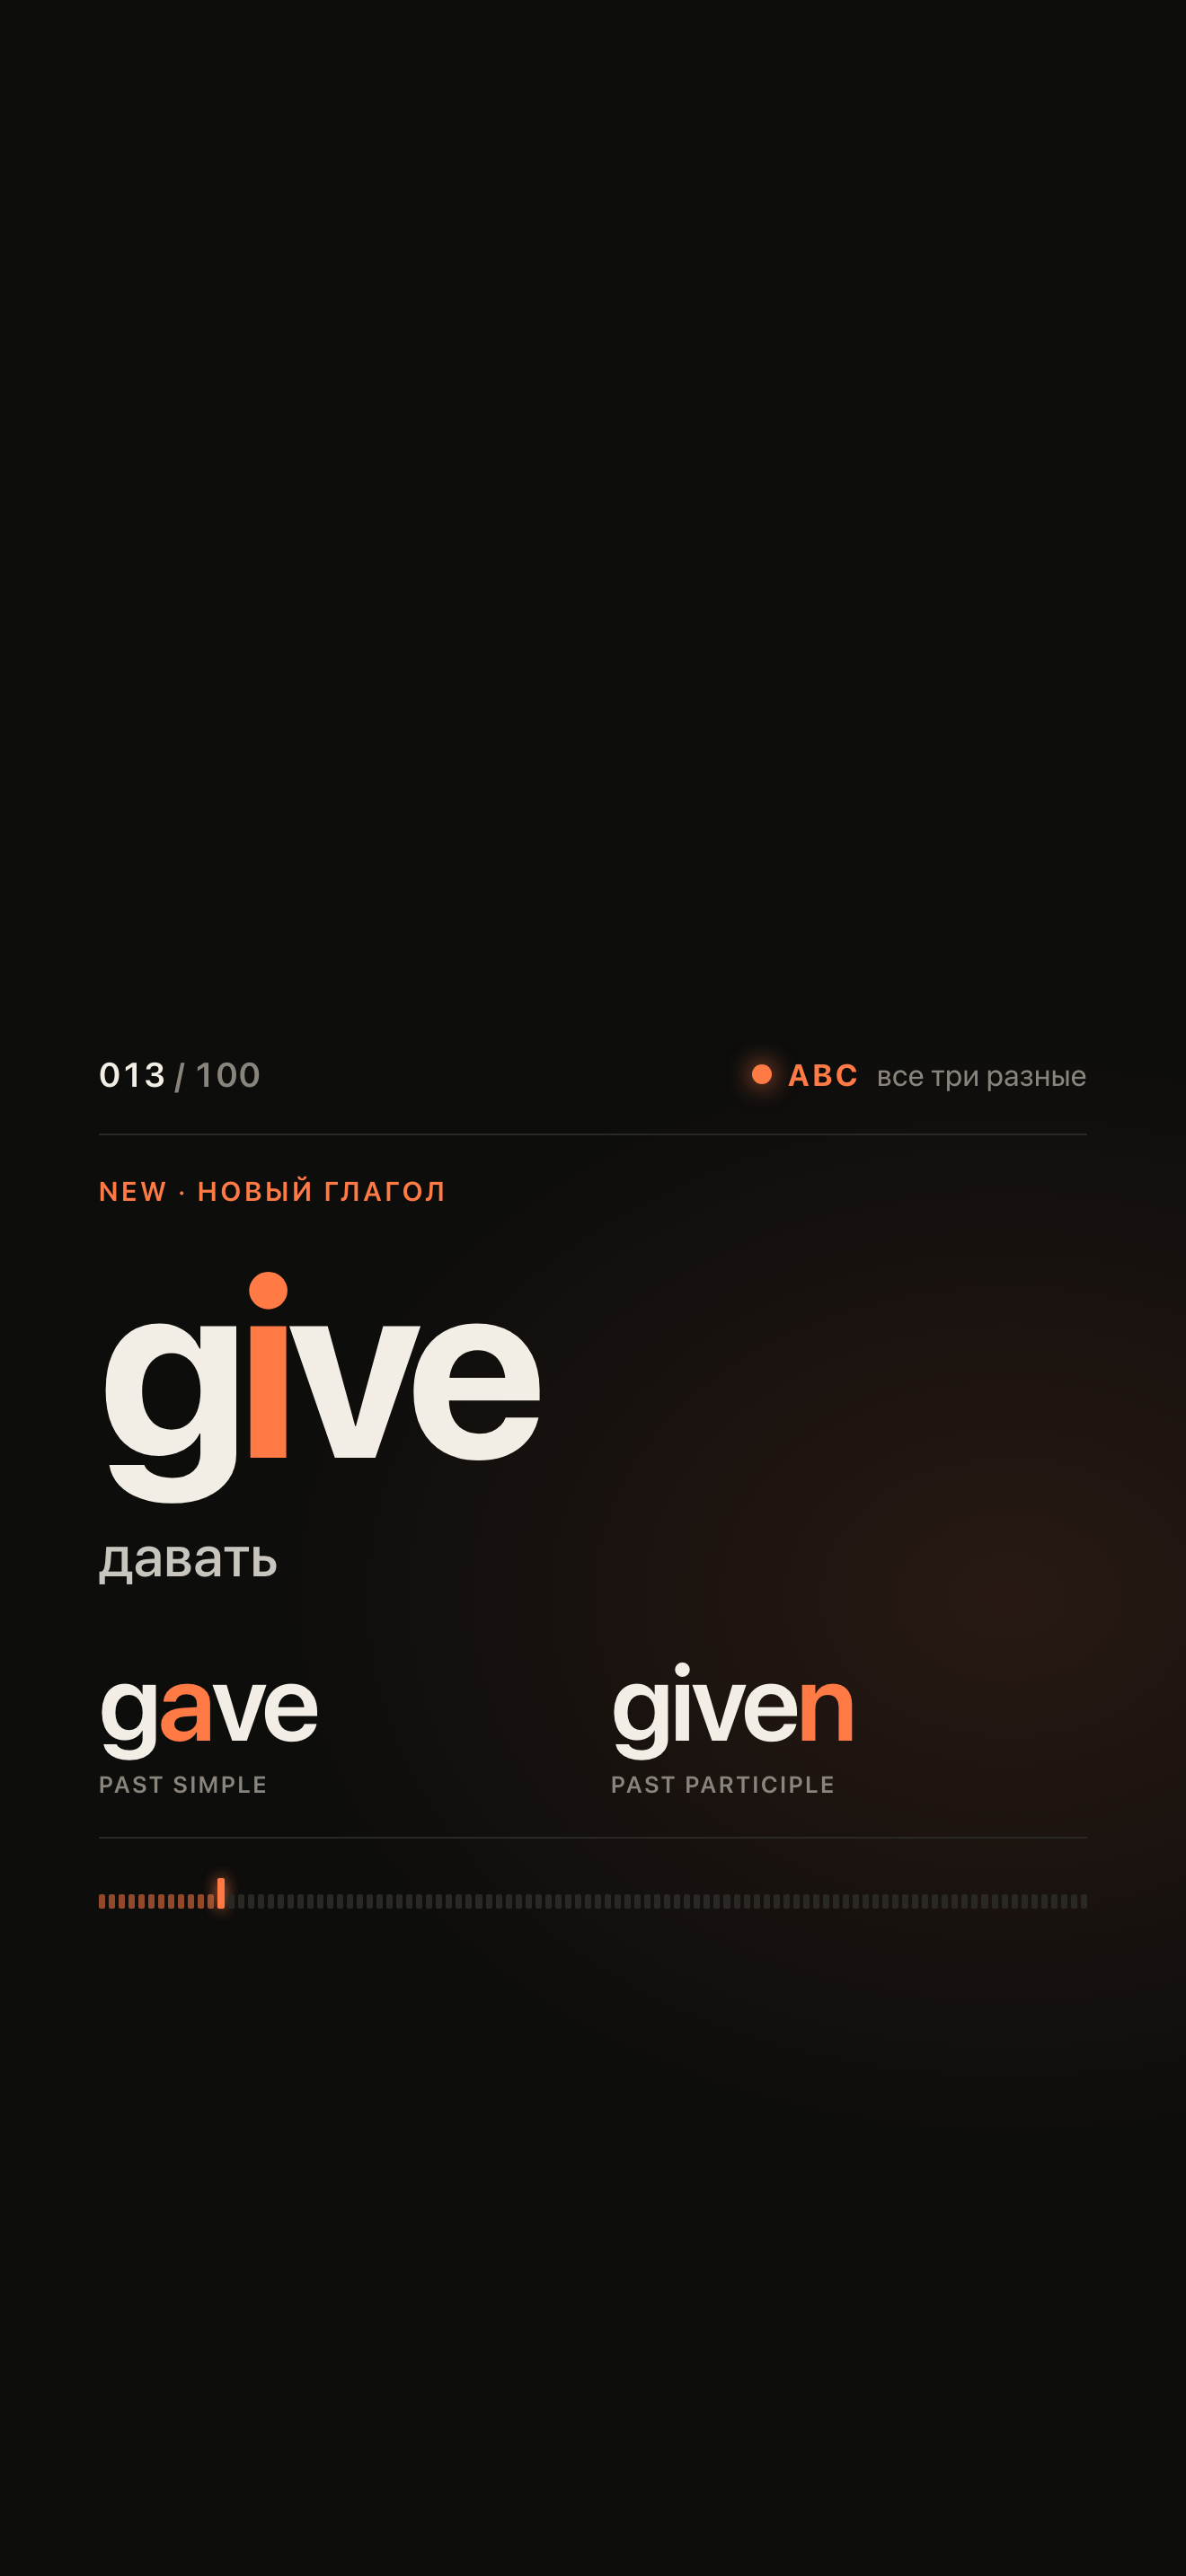 013 / 100
ABC все три разные
NEW · НОВЫЙ ГЛАГОЛ
give
давать
gave
given
PAST SIMPLE
PAST PARTICIPLE